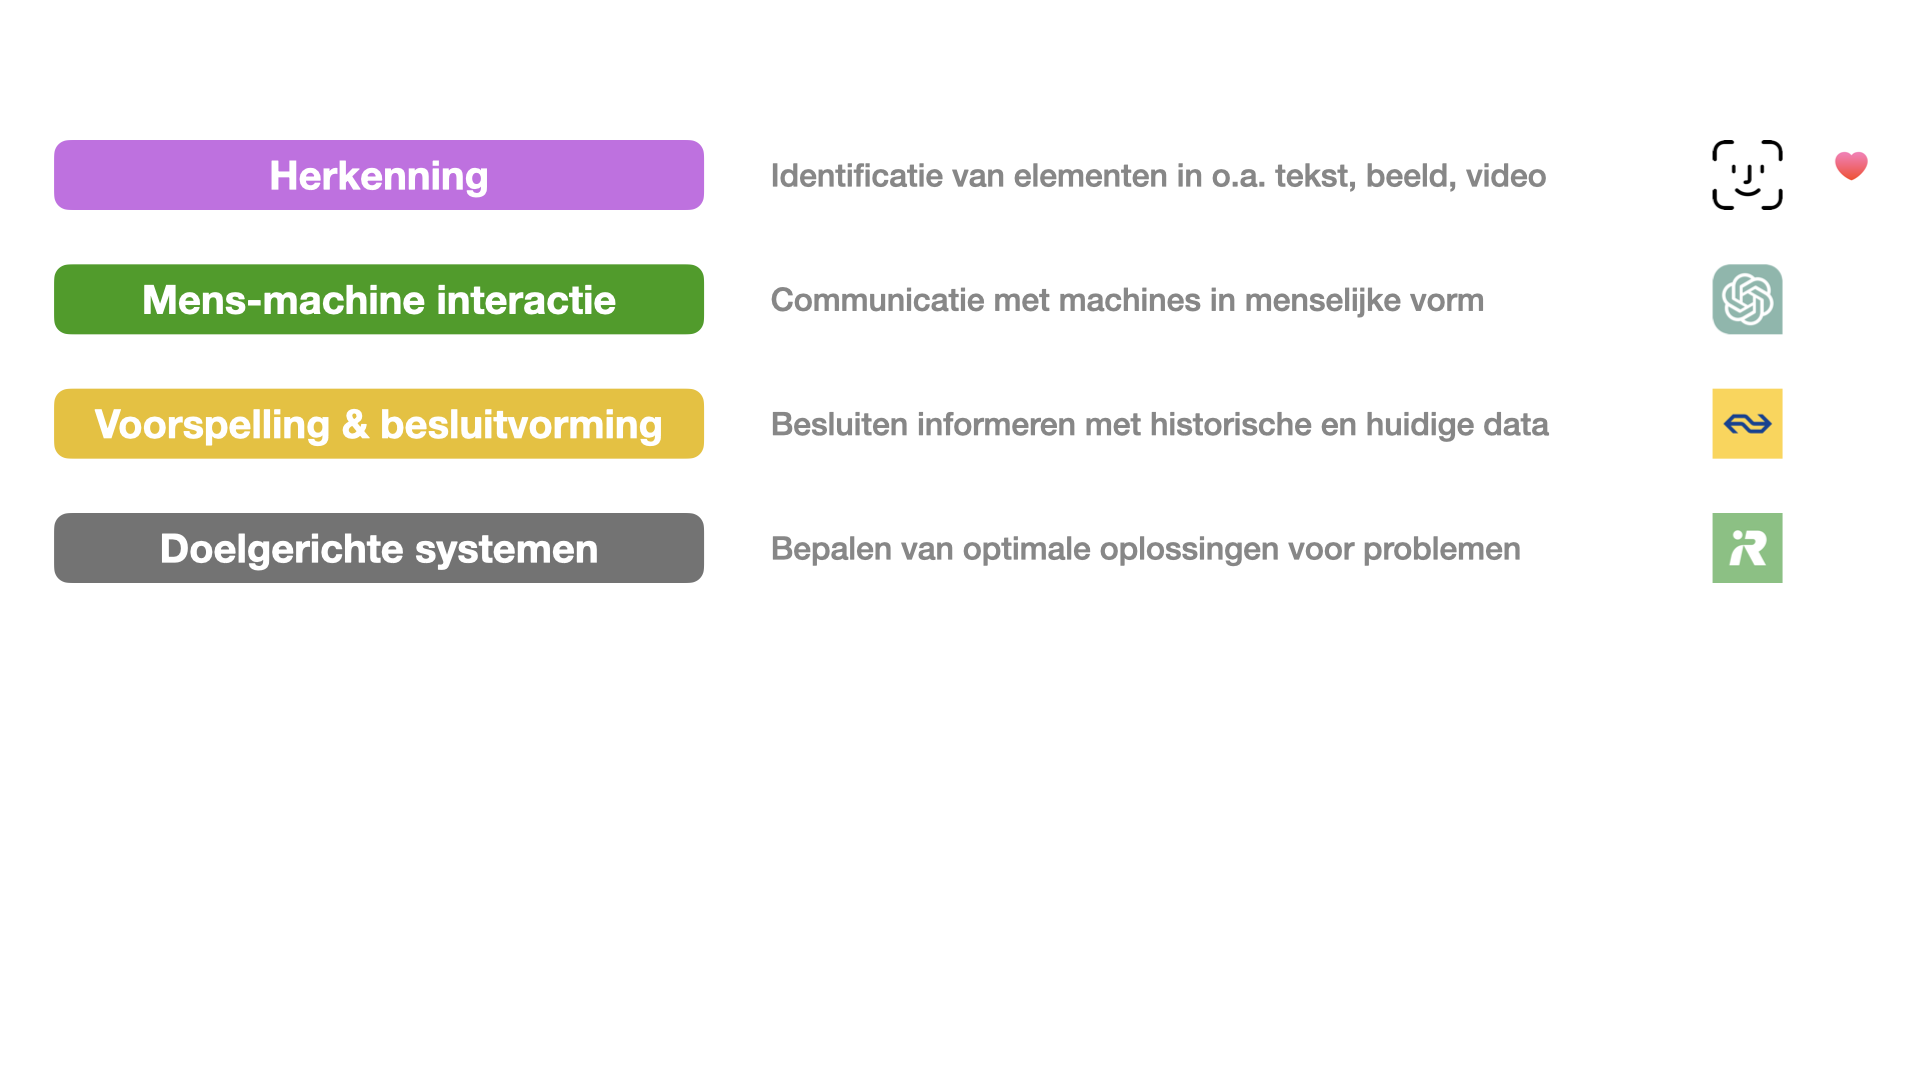 Herkenning
Identificatie van elementen in o.a. tekst, beeld, video
Mens-machine interactie
Communicatie met machines in menselijke vorm
Voorspelling & besluitvorming
Besluiten informeren met historische en huidige data
Doelgerichte systemen
Bepalen van optimale oplossingen voor problemen
iR